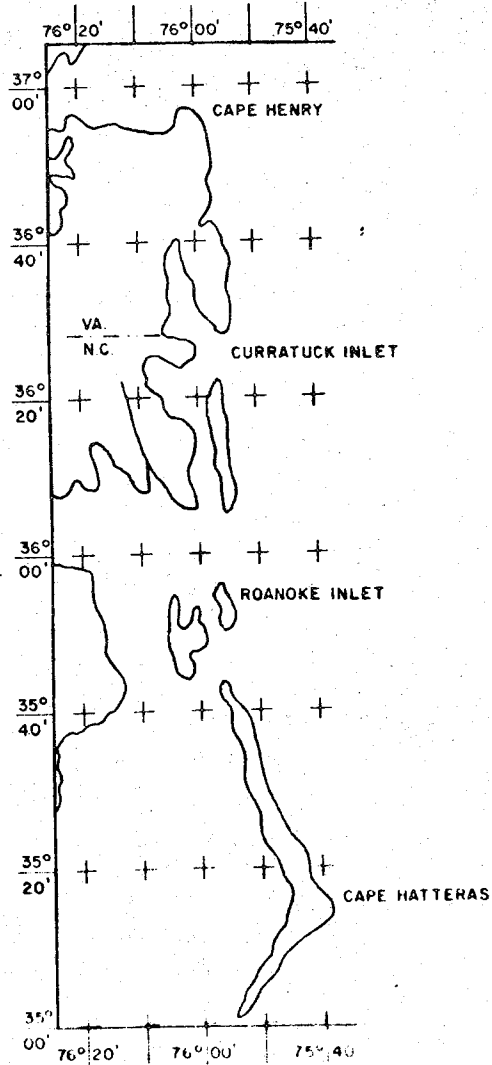 76°20' 76°00' 75°40'
37°
00'
CAPE HENRY
36°
40'
VA.
N.C.
CURRATUCK INLET
36°
20'
36°
00'
ROANOKE INLET
35°
40'
35°
20'
CAPE HATTERAS
35°
00'
76°20' 76°00' 75°40'